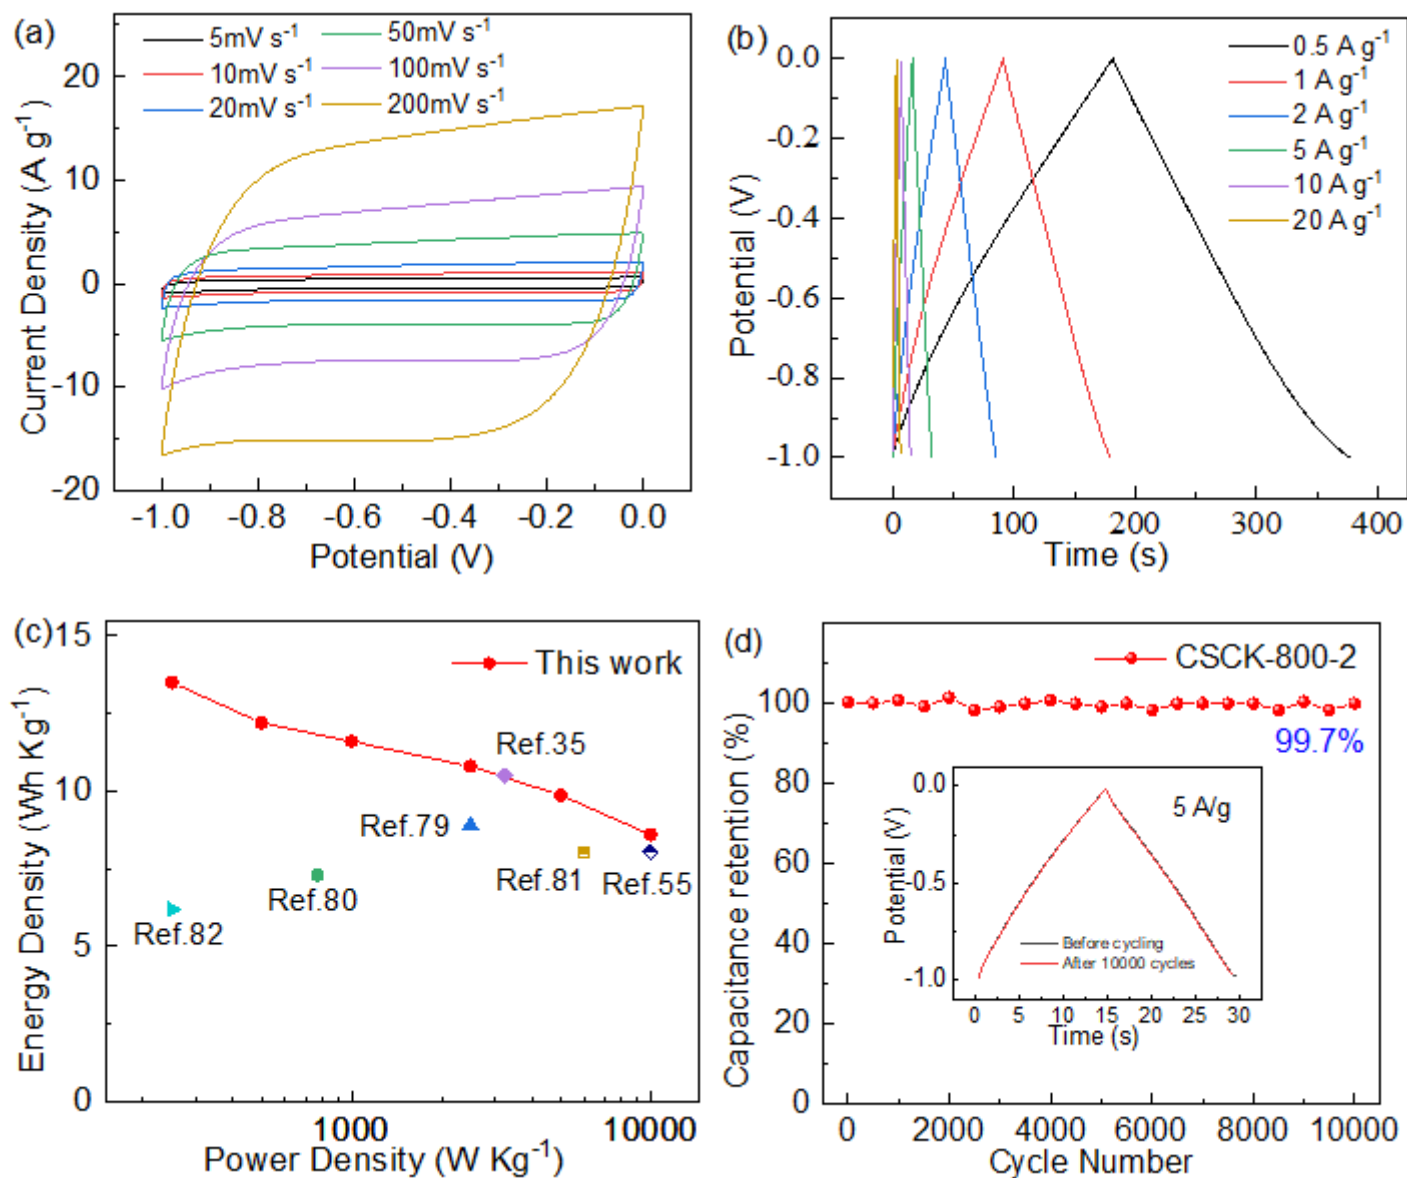 (a)
5mV s⁻¹
10mV s⁻¹
20mV s⁻¹
50mV s⁻¹
100mV s⁻¹
200mV s⁻¹
20
10
0
-10
-20
Current Density (A g⁻¹)
-1.0 -0.8 -0.6 -0.4 -0.2 0.0
Potential (V)
(b)
0.5 A g⁻¹
1 A g⁻¹
2 A g⁻¹
5 A g⁻¹
10 A g⁻¹
20 A g⁻¹
0.0
-0.2
-0.4
-0.6
-0.8
-1.0
Potential (V)
0 100 200 300 400
Time (s)
(c)
15
10
5
0
Energy Density (Wh Kg⁻¹)
This work
Ref.35
Ref.79
Ref.81
Ref.55
Ref.80
Ref.82
1000 10000
Power Density (W Kg⁻¹)
(d)
CSCK-800-2
100
80
60
40
20
0
Capacitance retention (%)
99.7%
5 A/g
0.0
-0.5
-1.0
Potential (V)
Before cycling
After 10000 cycles
0 5 10 15 20 25 30
Time (s)
0 2000 4000 6000 8000 10000
Cycle Number